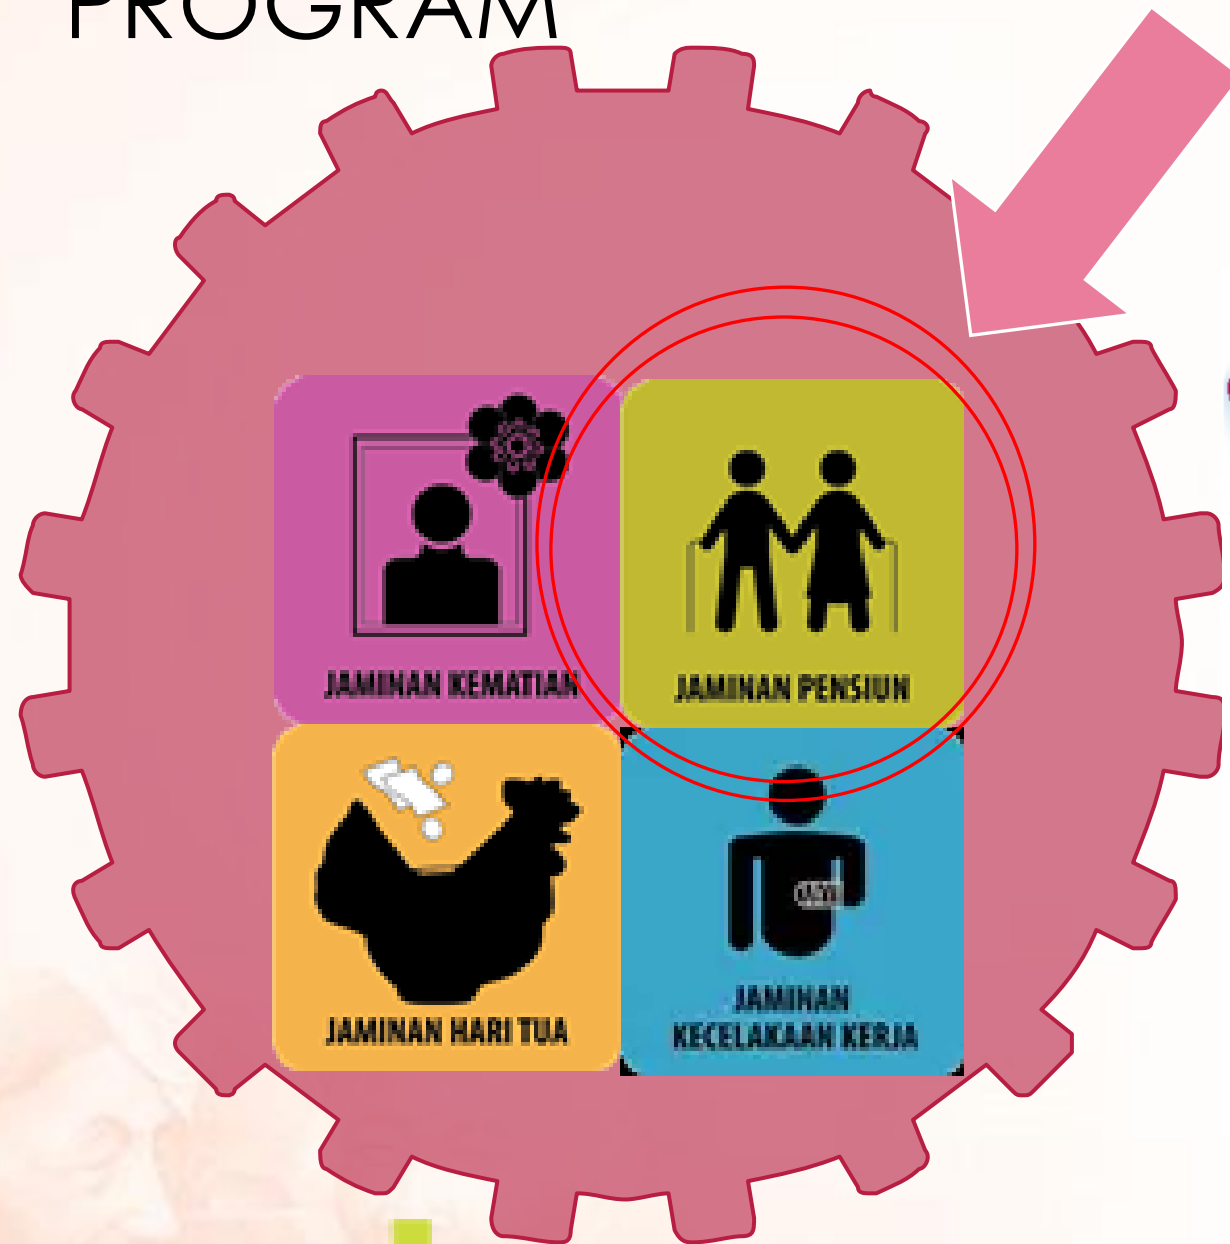 PROGRAM
JAMINAN KEMATIAN
JAMINAN PENSIUN
JAMINAN HARI TUA
JAMINAN
KECELAKAAN KERJA